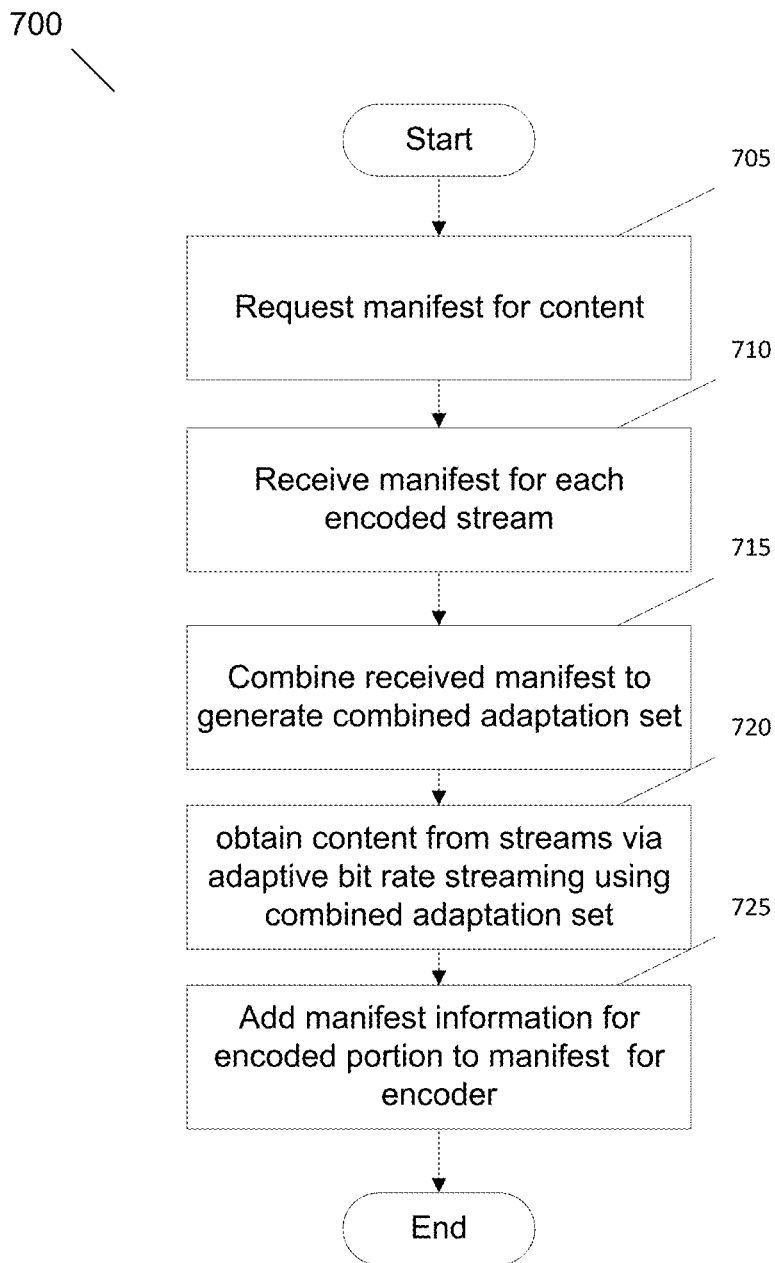 700
Start
705
Request manifest for content
710
Receive manifest for each
encoded stream
715
Combine received manifest to
generate combined adaptation set
720
obtain content from streams via
adaptive bit rate streaming using
combined adaptation set
725
Add manifest information for
encoded portion to manifest for
encoder
End